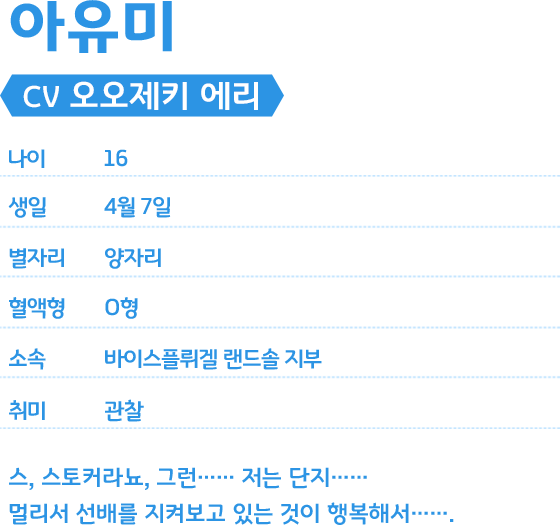 아유미
CV 오오제키 에리
나이 16
생일 4월 7일
별자리 양자리
혈액형 O형
소속 바이스플뤼겔 랜드솔 지부
취미 관찰
스, 스토커라뇨, 그런…… 저는 단지……
멀리서 선배를 지켜보고 있는 것이 행복해서…….